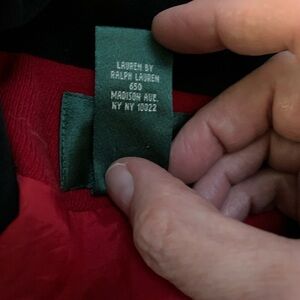 LAUREN BY
RALPH LAUREN
650
MADISON AVE.
NY NY 10022